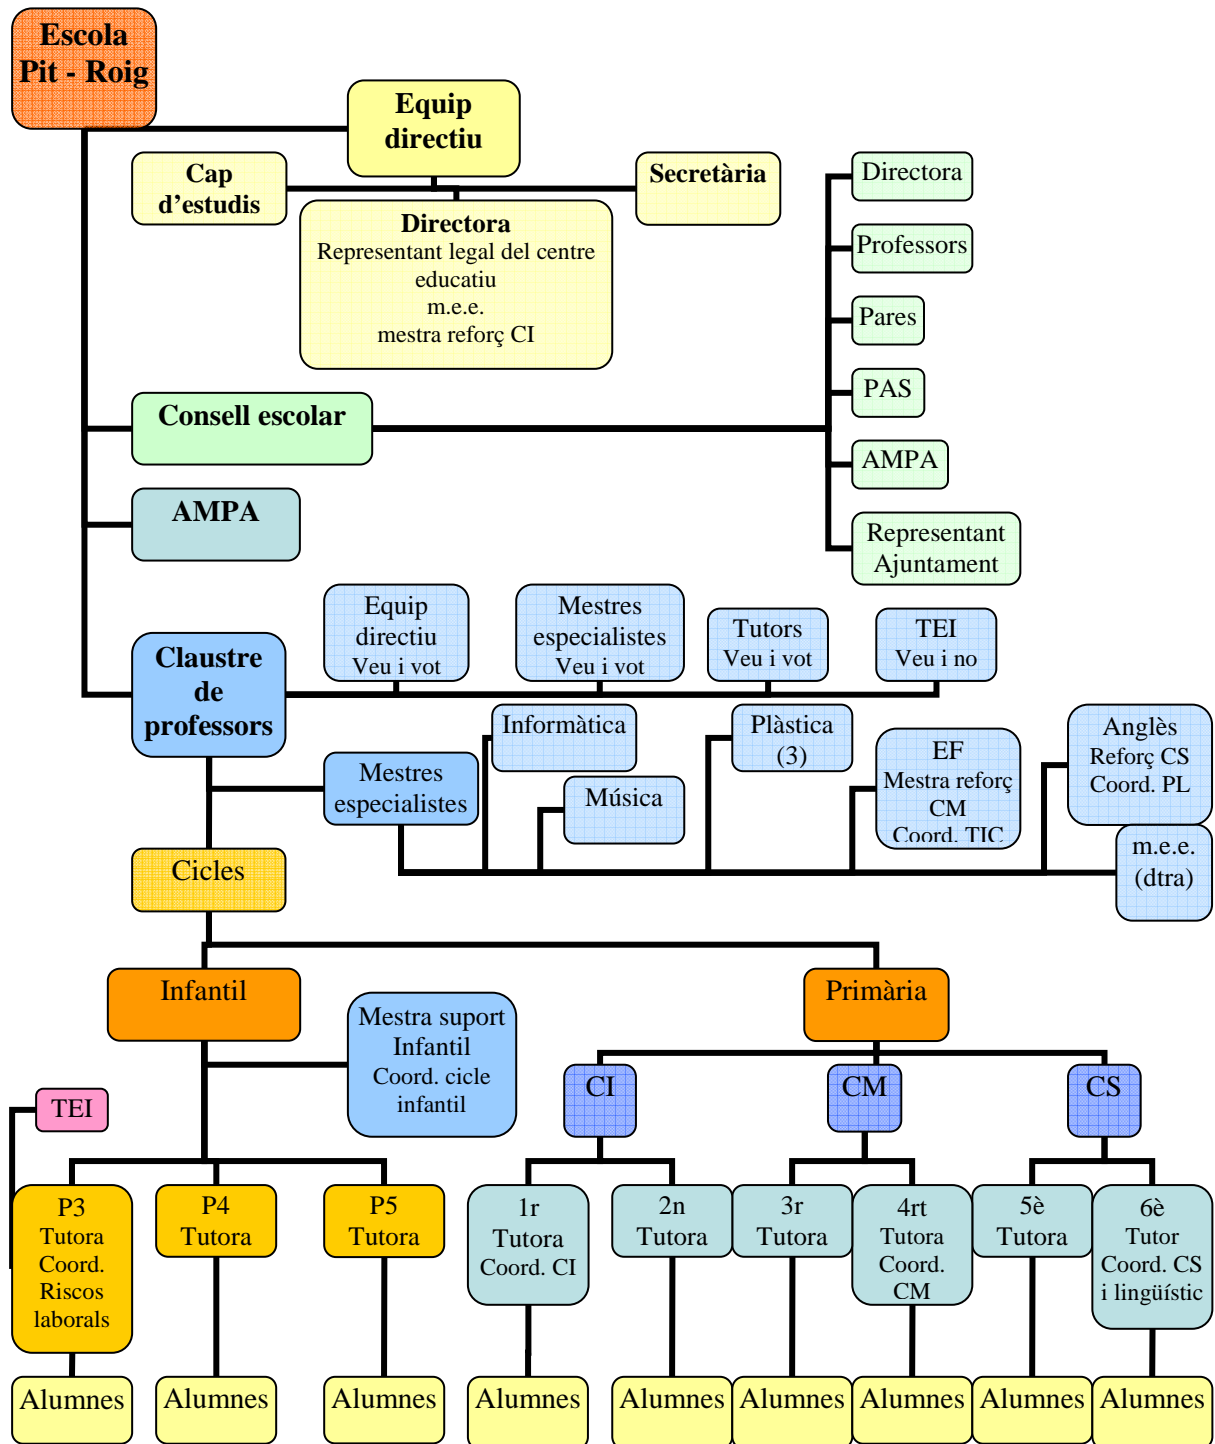 Escola
Pit - Roig
Equip
directiu
Cap
d'estudis
Secretària
Directora
Representant legal del centre
educatiu
m.e.e.
mestra reforç CI
Directora
Professors
Pares
PAS
AMPA
Representant
Ajuntament
Consell escolar
AMPA
Claustre
de
professors
Equip
directiu
Veu i vot
Mestres
especialistes
Veu i vot
Tutors
Veu i vot
TEI
Veu i no
Mestres
especialistes
Informàtica
Música
Plàstica
(3)
EF
Mestra reforç
CM
Coord. TIC
Anglès
Reforç CS
Coord. PL
m.e.e.
(dtra)
Cicles
Infantil
Primària
Mestra suport
Infantil
Coord. cicle
infantil
CI
CM
CS
TEI
P3
Tutora
Coord.
Riscos
laborals
P4
Tutora
P5
Tutora
1r
Tutora
Coord. CI
2n
Tutora
3r
Tutora
4rt
Tutora
Coord.
CM
5è
Tutora
6è
Tutor
Coord. CS
i lingüístic
Alumnes
Alumnes
Alumnes
Alumnes
Alumnes
Alumnes
Alumnes
Alumnes
Alumnes